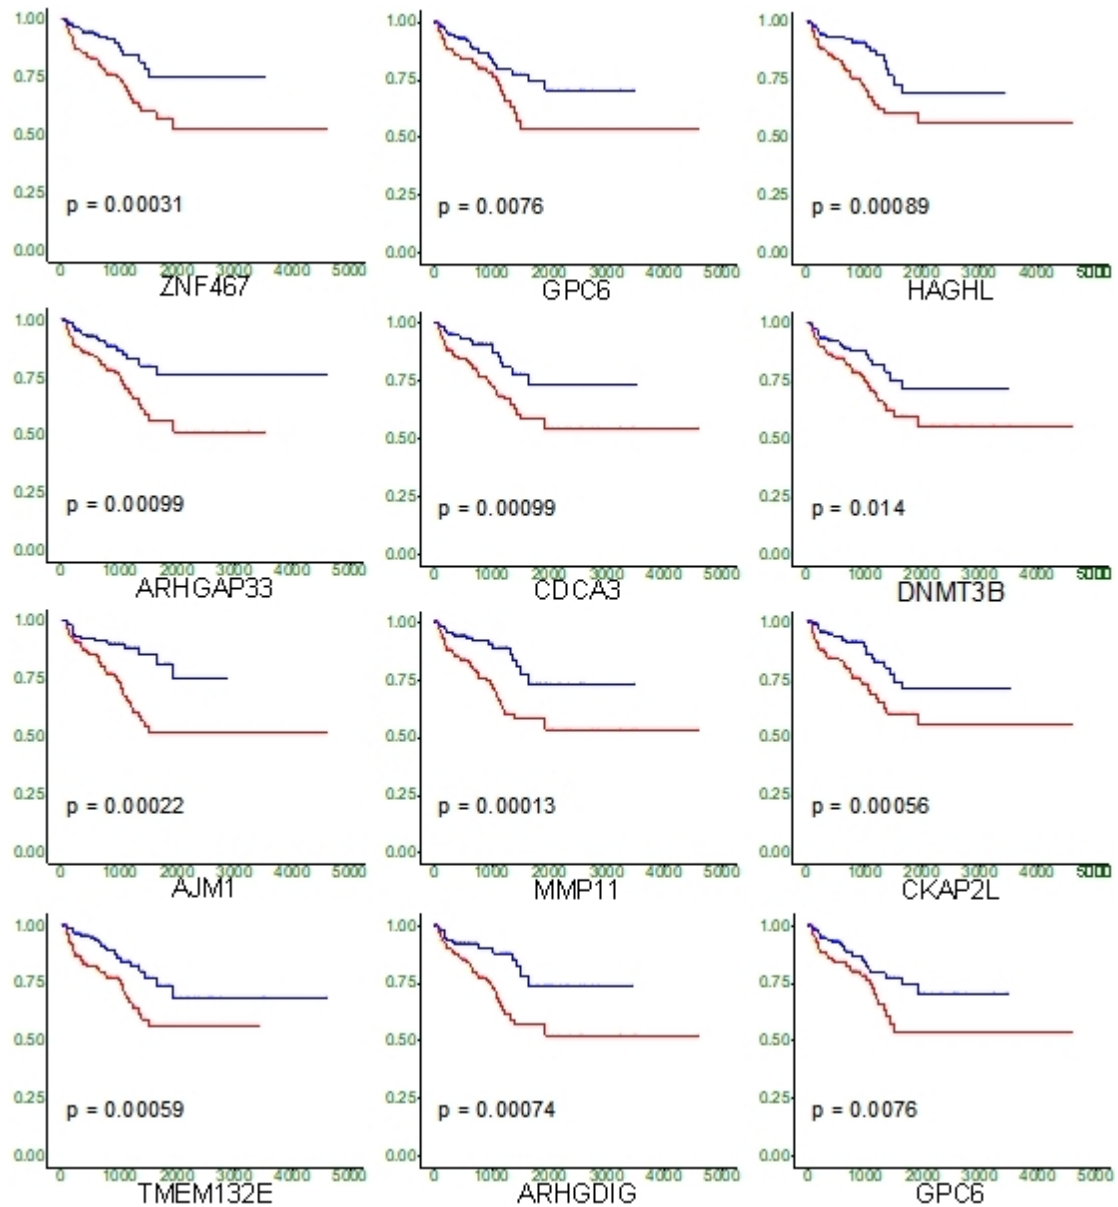 1.00
0.75
0.50
0.25
p = 0.00031
0.00
0 1000 2000 3000 4000 5000
ZNF467
1.00
0.75
0.50
0.25
p = 0.0076
0.00
0 1000 2000 3000 4000 5000
GPC6
1.00
0.75
0.50
0.25
p = 0.00089
0.00
0 1000 2000 3000 4000 5000
HAGHL
1.00
0.75
0.50
0.25
p = 0.00099
0.00
0 1000 2000 3000 4000 5000
ARHGAP33
1.00
0.75
0.50
0.25
p = 0.00099
0.00
0 1000 2000 3000 4000 5000
CDCA3
1.00
0.75
0.50
0.25
p = 0.014
0.00
0 1000 2000 3000 4000 5000
DNMT3B
1.00
0.75
0.50
0.25
p = 0.00022
0.00
0 1000 2000 3000 4000 5000
AJM1
1.00
0.75
0.50
0.25
p = 0.00013
0.00
0 1000 2000 3000 4000 5000
MMP11
1.00
0.75
0.50
0.25
p = 0.00056
0.00
0 1000 2000 3000 4000 5000
CKAP2L
1.00
0.75
0.50
0.25
p = 0.00059
0.00
0 1000 2000 3000 4000 5000
TMEM132E
1.00
0.75
0.50
0.25
p = 0.00074
0.00
0 1000 2000 3000 4000 5000
ARHGDIG
1.00
0.75
0.50
0.25
p = 0.0076
0.00
0 1000 2000 3000 4000 5000
GPC6